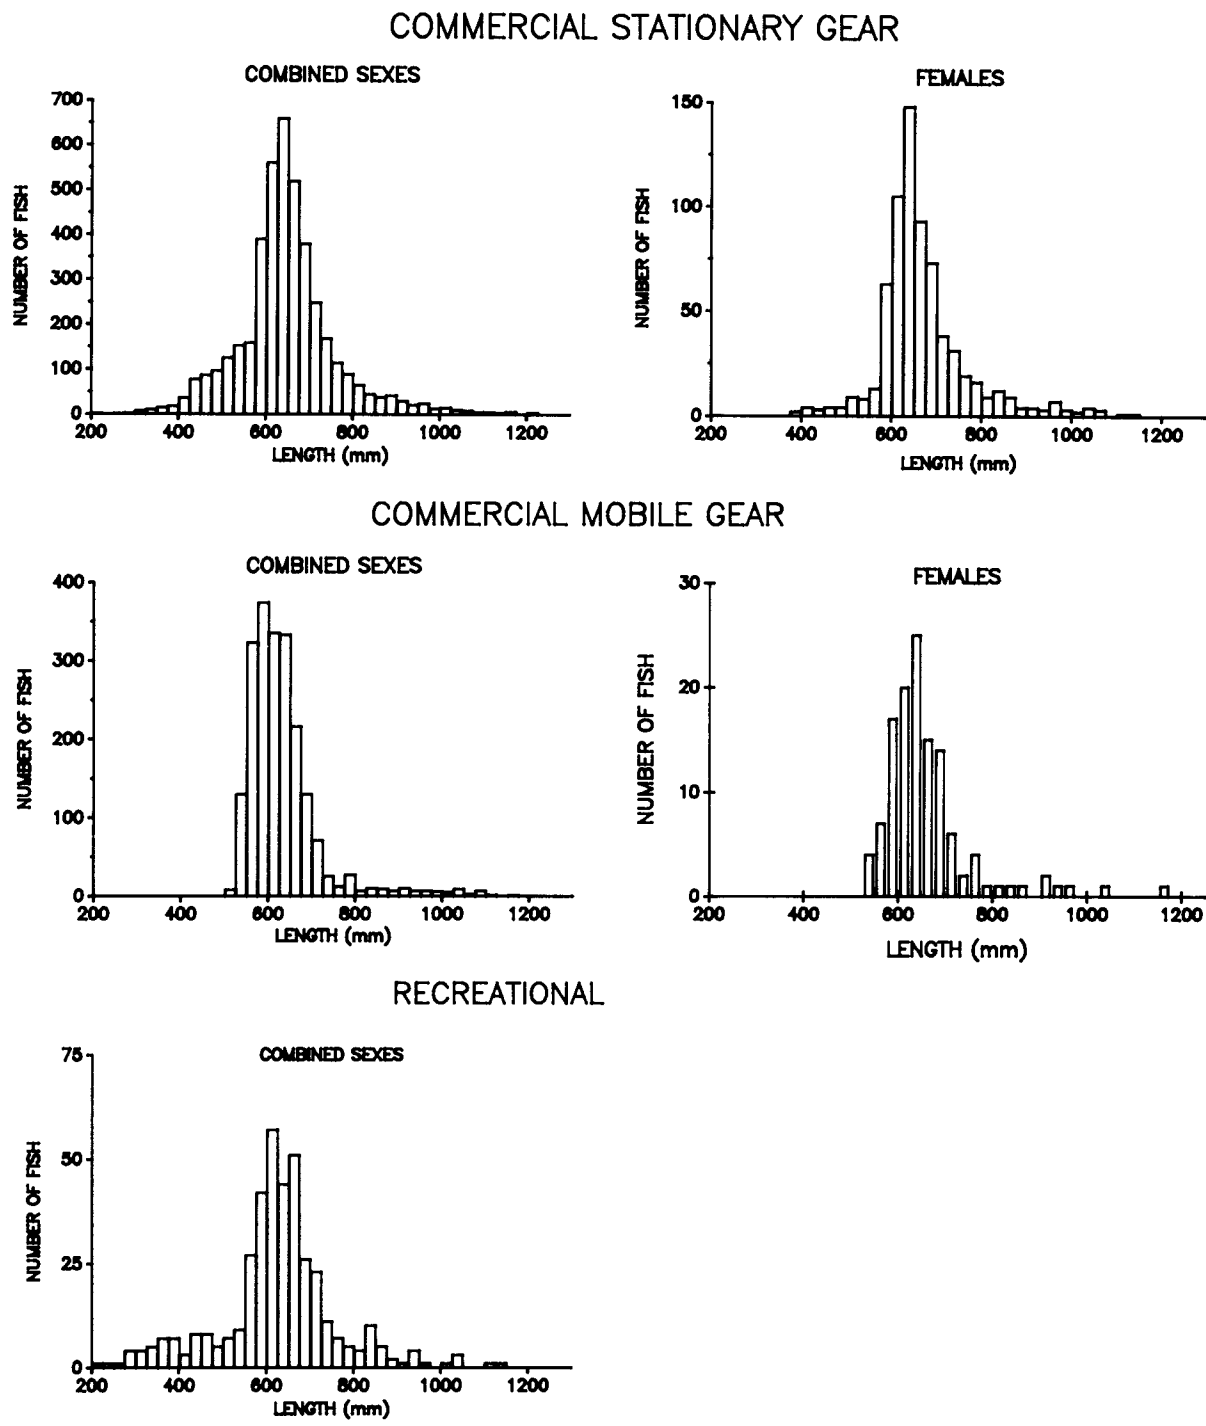 COMMERCIAL STATIONARY GEAR
COMBINED SEXES
700
600
500
400
300
200
100
0
NUMBER OF FISH
200 400 600 800 1000 1200
LENGTH (mm)
FEMALES
150
100
50
0
NUMBER OF FISH
200 400 600 800 1000 1200
LENGTH (mm)
COMMERCIAL MOBILE GEAR
COMBINED SEXES
400
300
200
100
0
NUMBER OF FISH
200 400 600 800 1000 1200
LENGTH (mm)
FEMALES
30
20
10
0
NUMBER OF FISH
200 400 600 800 1000 1200
LENGTH (mm)
RECREATIONAL
COMBINED SEXES
75
50
25
0
NUMBER OF FISH
200 400 600 800 1000 1200
LENGTH (mm)